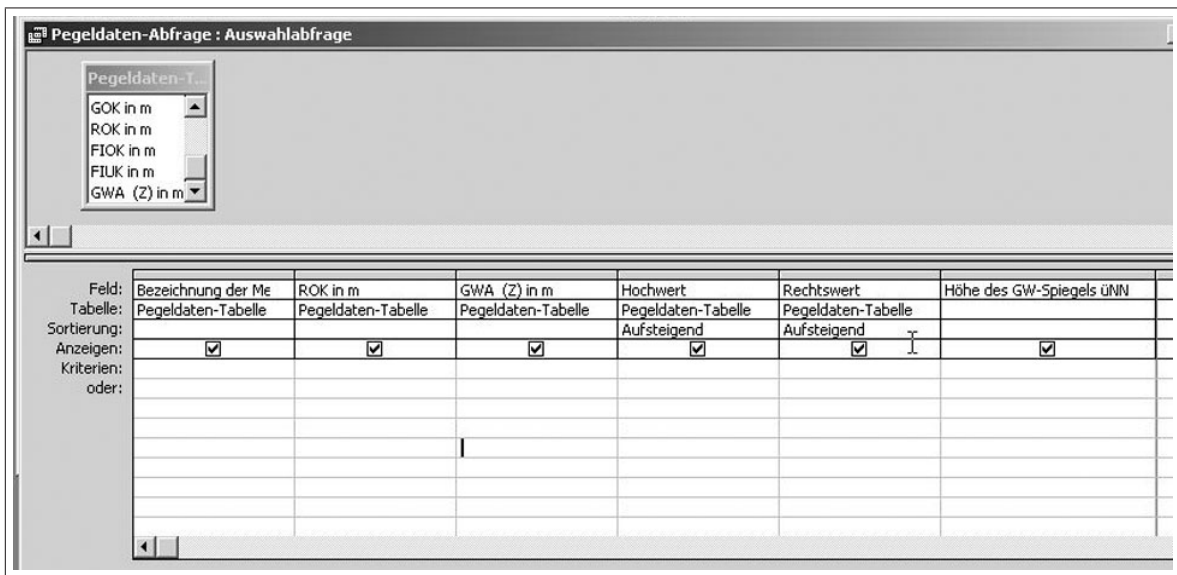 Pegeldaten-Abfrage : Auswahlabfrage
Pegeldaten-T...
GOK in m
ROK in m
FIOK in m
FIUK in m
GWA (Z) in m
Feld: Bezeichnung der Me ROK in m GWA (Z) in m Hochwert Rechtswert Höhe des GW-Spiegels üNN
Tabelle: Pegeldaten-Tabelle Pegeldaten-Tabelle Pegeldaten-Tabelle Pegeldaten-Tabelle Pegeldaten-Tabelle
Sortierung: Aufsteigend Aufsteigend
Anzeigen:
Kriterien:
oder: